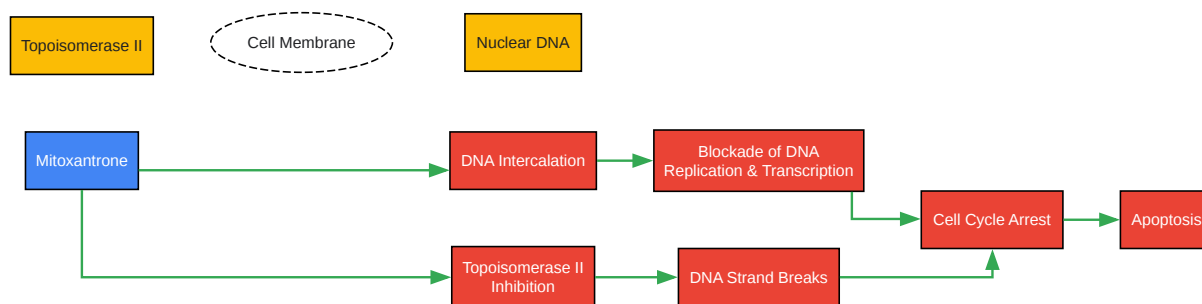 Topoisomerase II
Cell Membrane
Nuclear DNA
Mitoxantrone
DNA Intercalation
Blockade of DNA
Replication & Transcription
Cell Cycle Arrest
Apoptosis
Topoisomerase II
Inhibition
DNA Strand Breaks